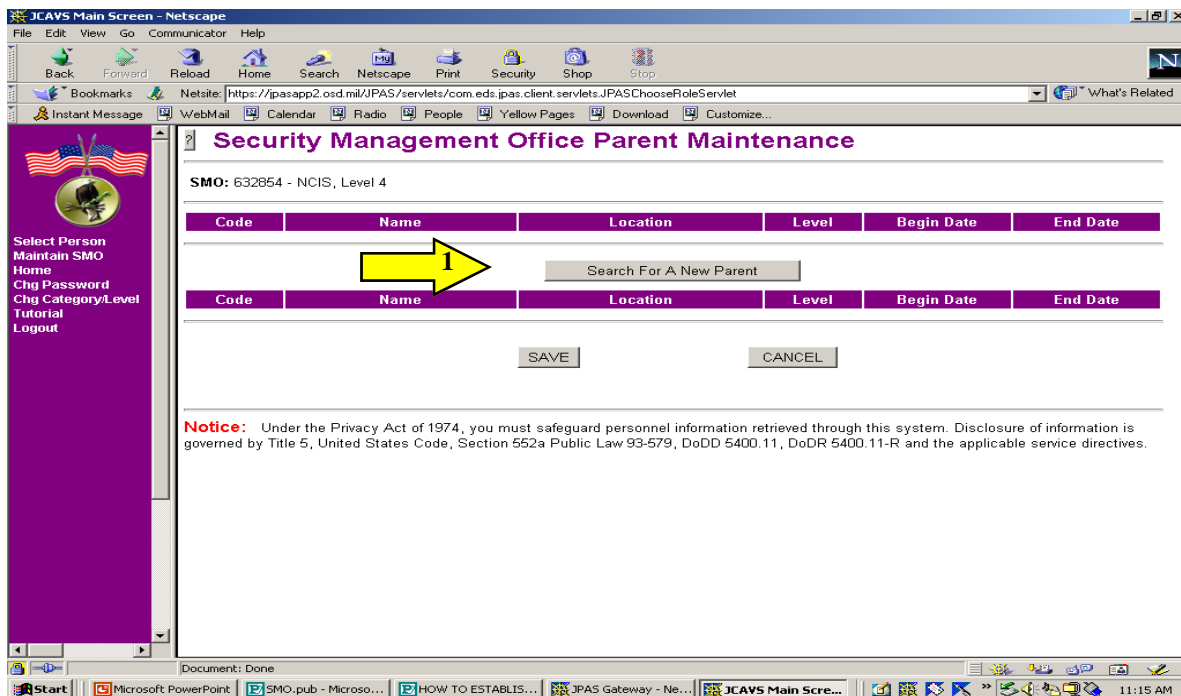 JCAVS Main Screen - Netscape
File Edit View Go Communicator Help
Back Forward Reload Home Search Netscape Print Security Shop Stop
My
N
Bookmarks Netsite: https://jpasapp2.osd.mil/JPAS/servlets/com.eds.jpas.client.servlets.JPASChooseRoleServlet What's Related
Instant Message WebMail Calendar Radio People Yellow Pages Download Customize...
? Security Management Office Parent Maintenance
SMO: 632854 - NCIS, Level 4
Code Name Location Level Begin Date End Date
Select Person
Maintain SMO
Home
Chg Password
Chg Category/Level
Tutorial
Logout
1
Search For A New Parent
Code Name Location Level Begin Date End Date
SAVE CANCEL
Notice: Under the Privacy Act of 1974, you must safeguard personnel information retrieved through this system. Disclosure of information is
governed by Title 5, United States Code, Section 552a Public Law 93-579, DoDD 5400.11, DoDR 5400.11-R and the applicable service directives.
Document: Done
Start Microsoft PowerPoint SMO.pub - Microso... HOW TO ESTABLIS... JPAS Gateway - Ne... JCAVS Main Scre... » 11:15 AM